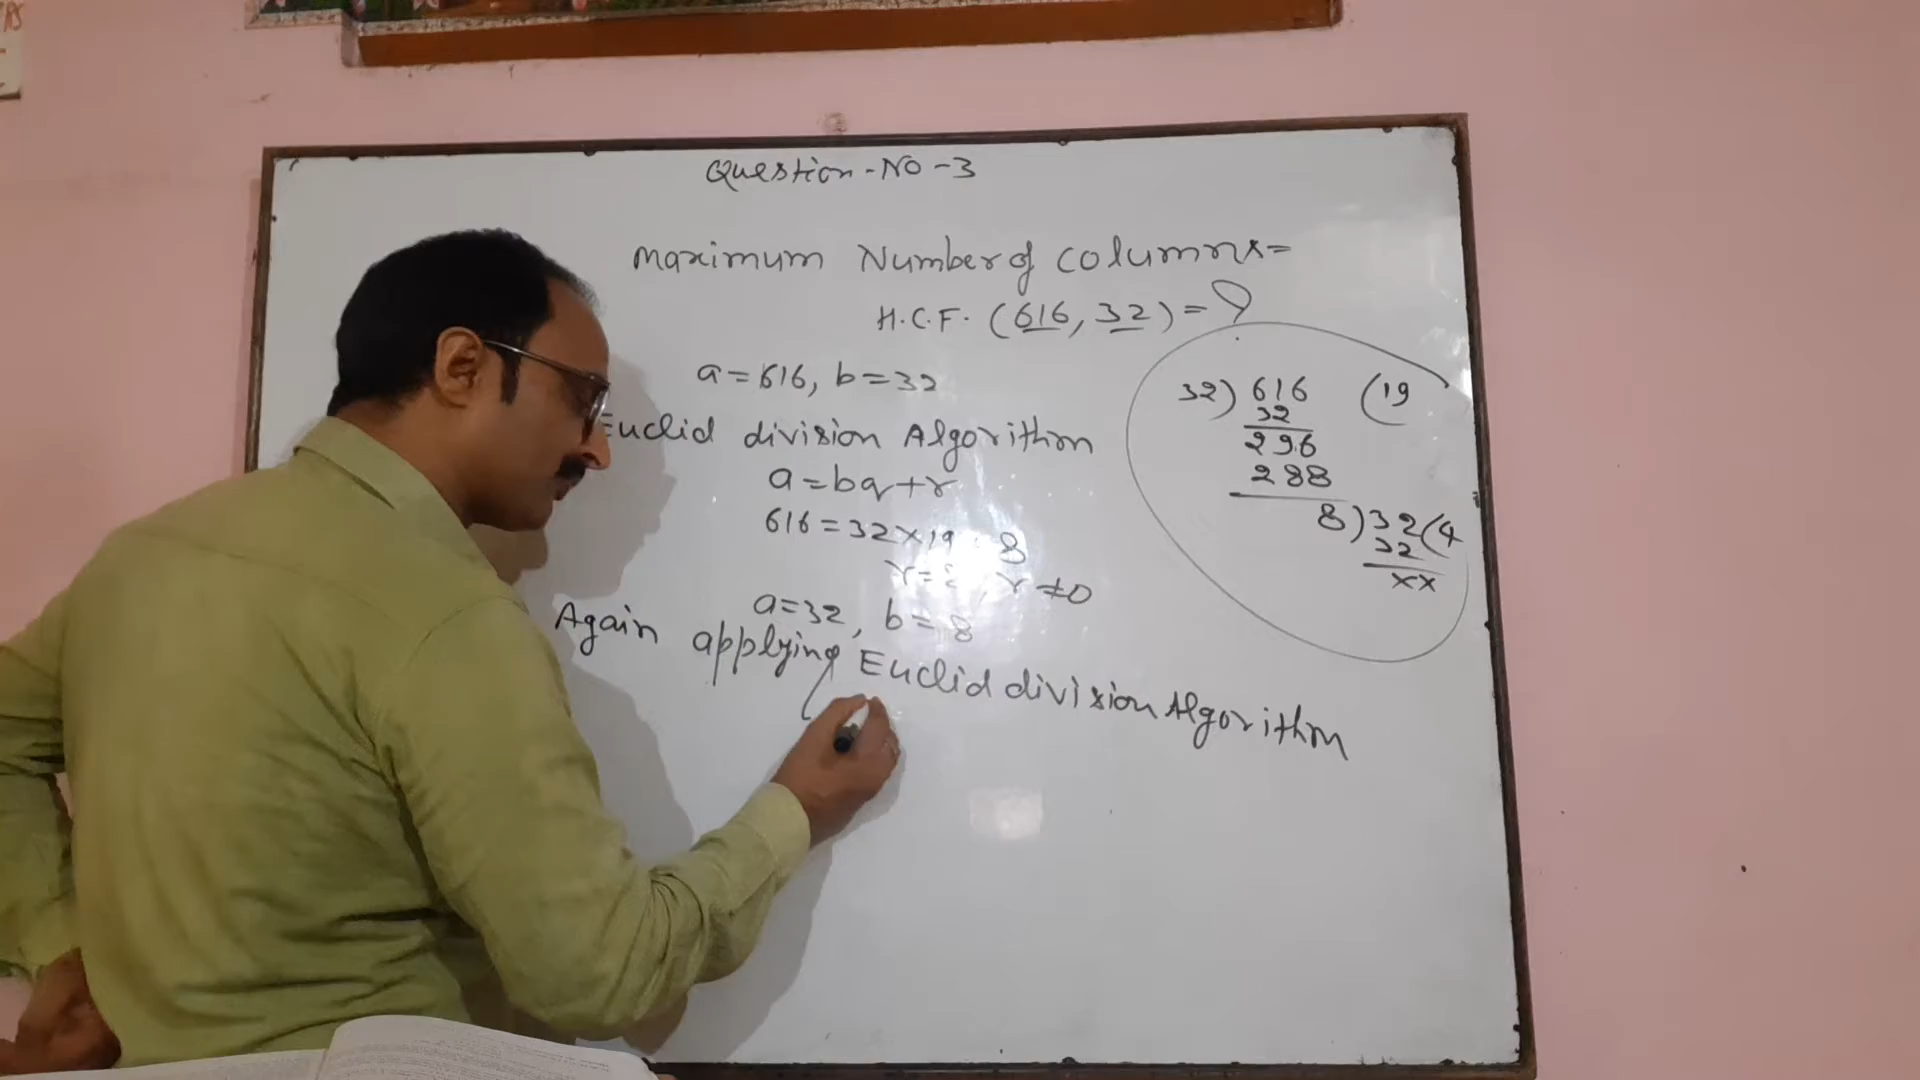 Question-No-3
Maximum Number of columns=
H.C.F. (616, 32) = ?
a=616, b=32
Euclid division Algorithm
a=bq+r
616=32×19 8
r= , r≠0
a=32, b=8
Again applying Euclid division Algorithm
32) 616 (19
32
296
288
8)32(4
32
xx